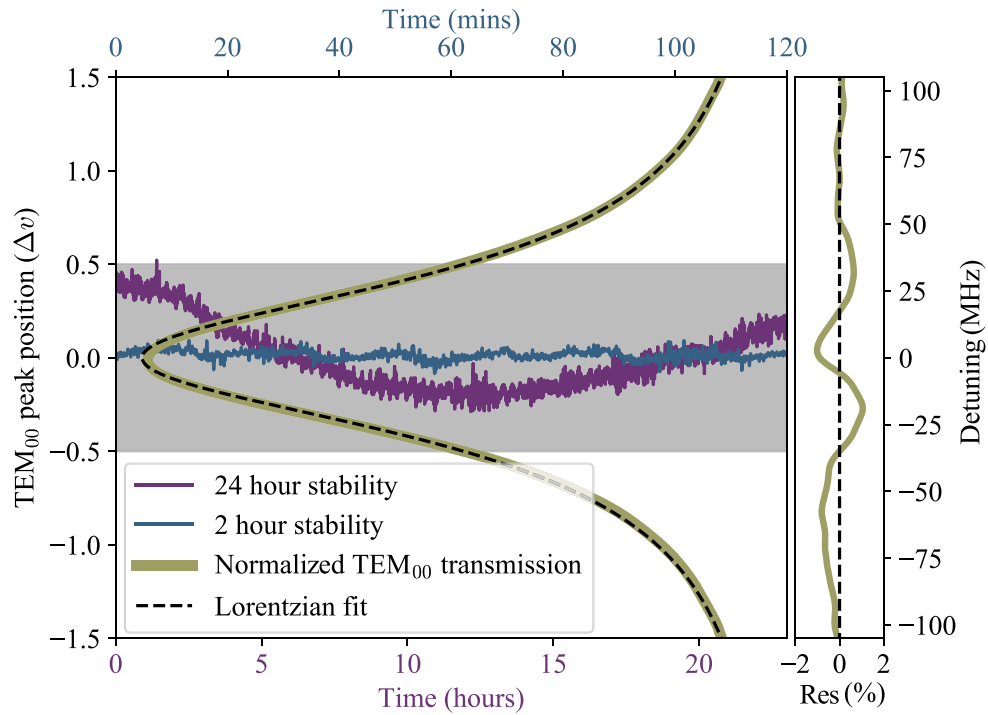 Time (mins)
0 20 40 60 80 100 120
TEM₀₀ peak position (Δν)
1.5
1.0
0.5
0.0
−0.5
−1.0
−1.5
24 hour stability
2 hour stability
Normalized TEM₀₀ transmission
Lorentzian fit
0 5 10 15 20
Time (hours)
100
75
50
25
0
−25
−50
−75
−100
Detuning(MHz)
−2 0 2
Res (%)